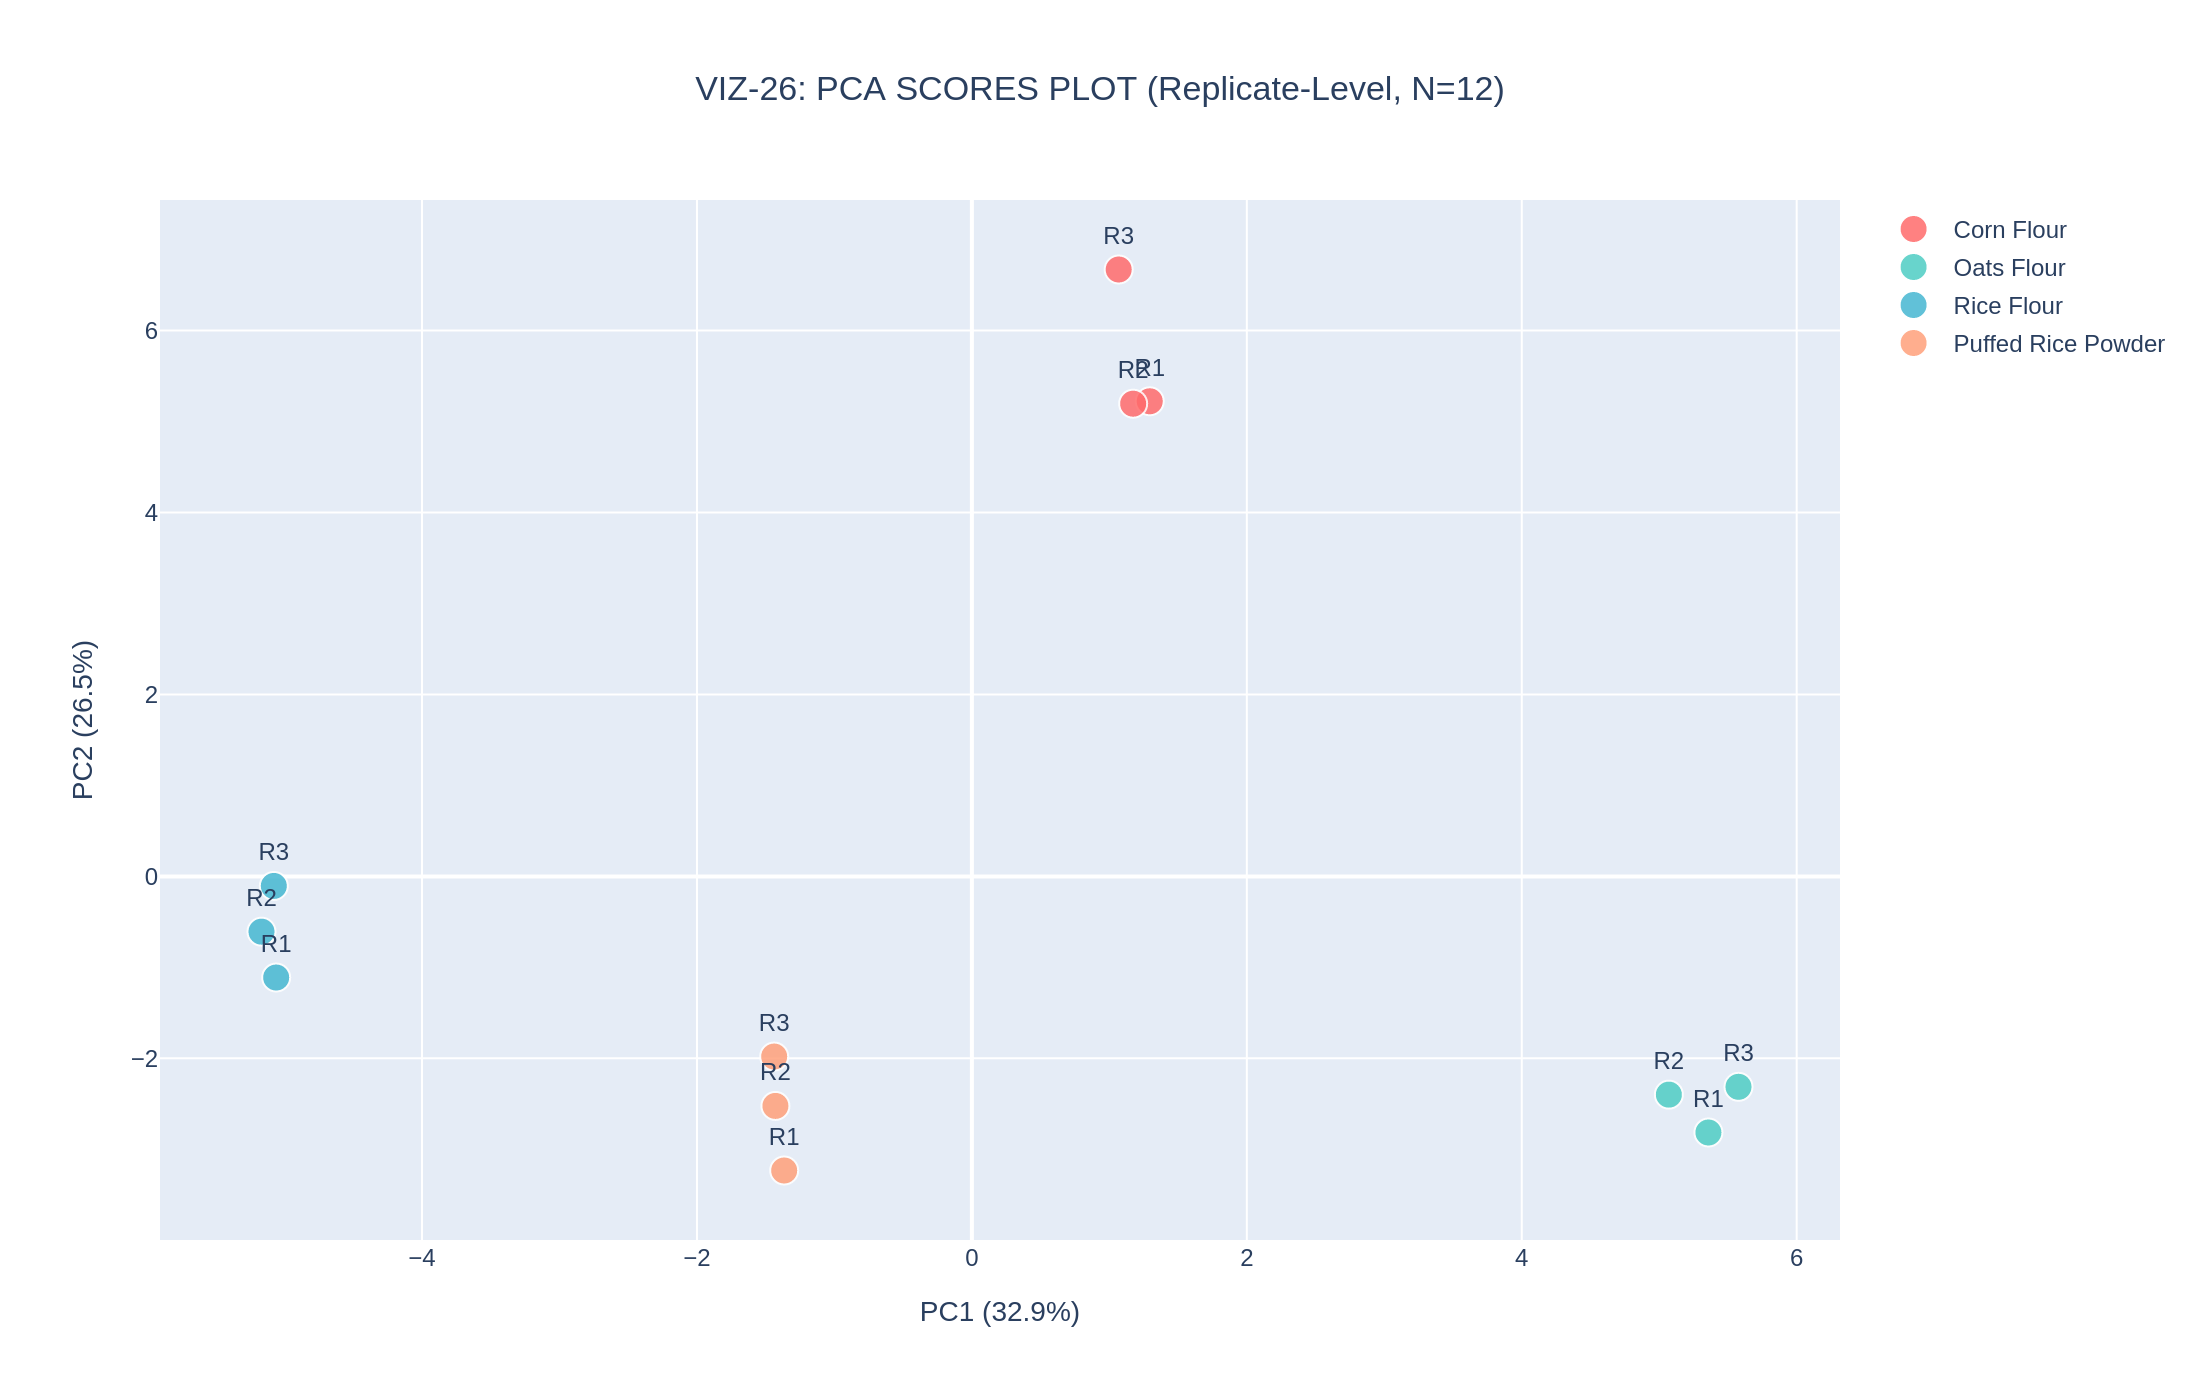 VIZ-26: PCA SCORES PLOT (Replicate-Level, N=12)
Corn Flour
Oats Flour
Rice Flour
Puffed Rice Powder
R3
R2
R1
R3
R2
R1
R3
R2
R1
R2
R3
R1
6
4
2
0
−2
PC2 (26.5%)
−4
−2
0
2
4
6
PC1 (32.9%)